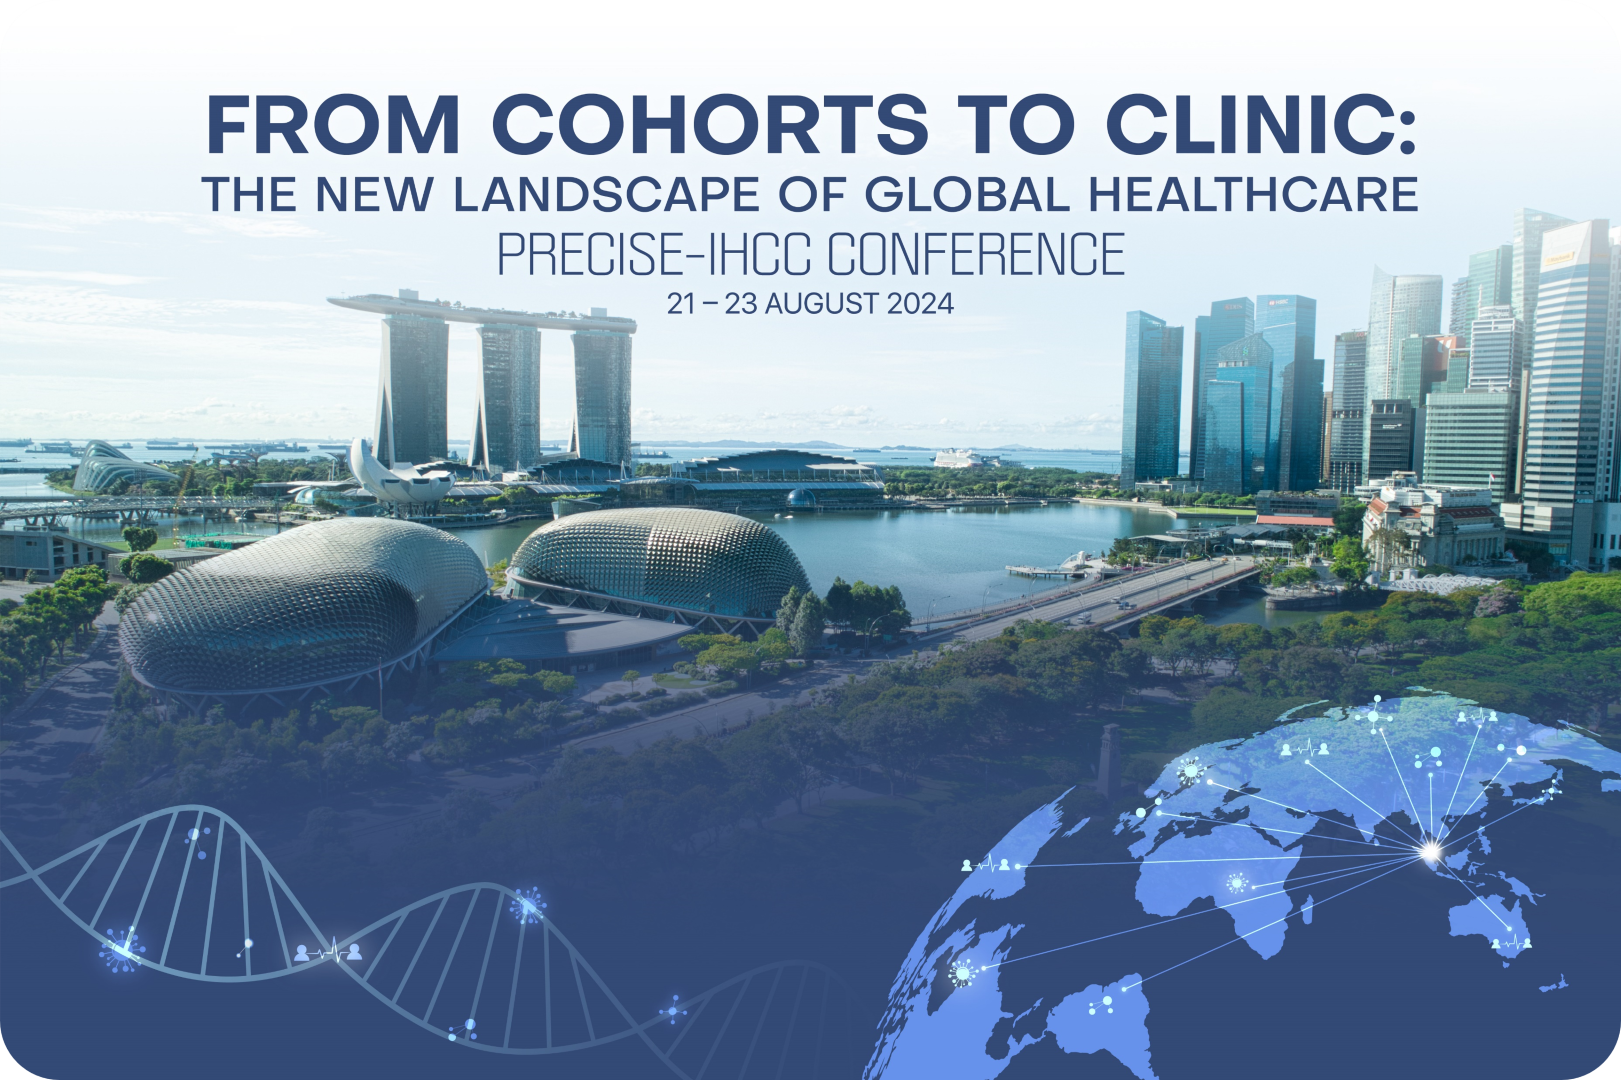 FROM COHORTS TO CLINIC:
THE NEW LANDSCAPE OF GLOBAL HEALTHCARE
PRECISE-IHCC CONFERENCE
21 – 23 AUGUST 2024